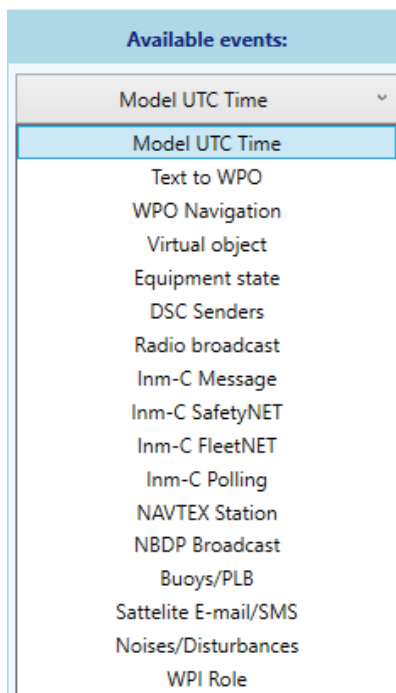 Available events:
Model UTC Time
Model UTC Time
Text to WPO
WPO Navigation
Virtual object
Equipment state
DSC Senders
Radio broadcast
Inm-C Message
Inm-C SafetyNET
Inm-C FleetNET
Inm-C Polling
NAVTEX Station
NBDP Broadcast
Buoys/PLB
Sattelite E-mail/SMS
Noises/Disturbances
WPI Role